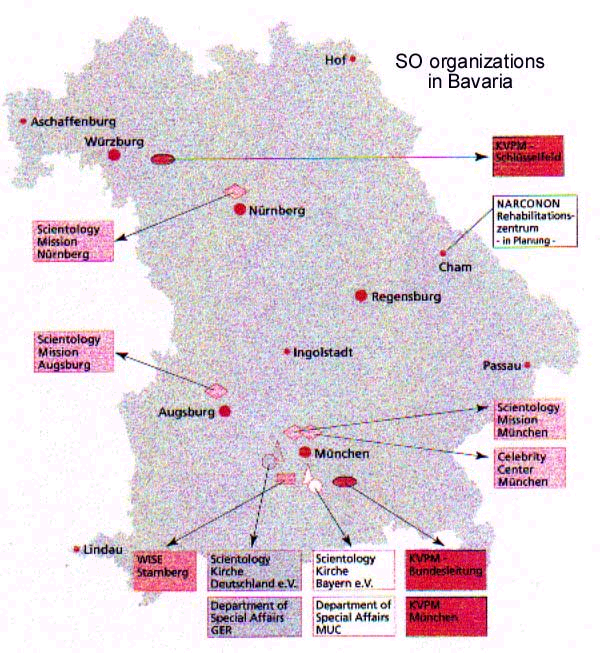 SO organizations
in Bavaria
Hof
Aschaffenburg
Würzburg
KVPM -
Schlüsselfeld
NARCONON
Rehabilitations-
zentrum
- in Planung -
Nürnberg
Scientology
Mission
Nürnberg
Cham
Regensburg
Scientology
Mission
Augsburg
Ingolstadt
Passau
Augsburg
Scientology
Mission
München
München
Celebrity
Center
München
Lindau
WISE
Starnberg
Scientology
Kirche
Deutschland e.V.
Scientology
Kirche
Bayern e.V.
KVPM -
Bundesleitung
Department of
Special Affairs
GER
Department of
Special Affairs
MUC
KVPM
München